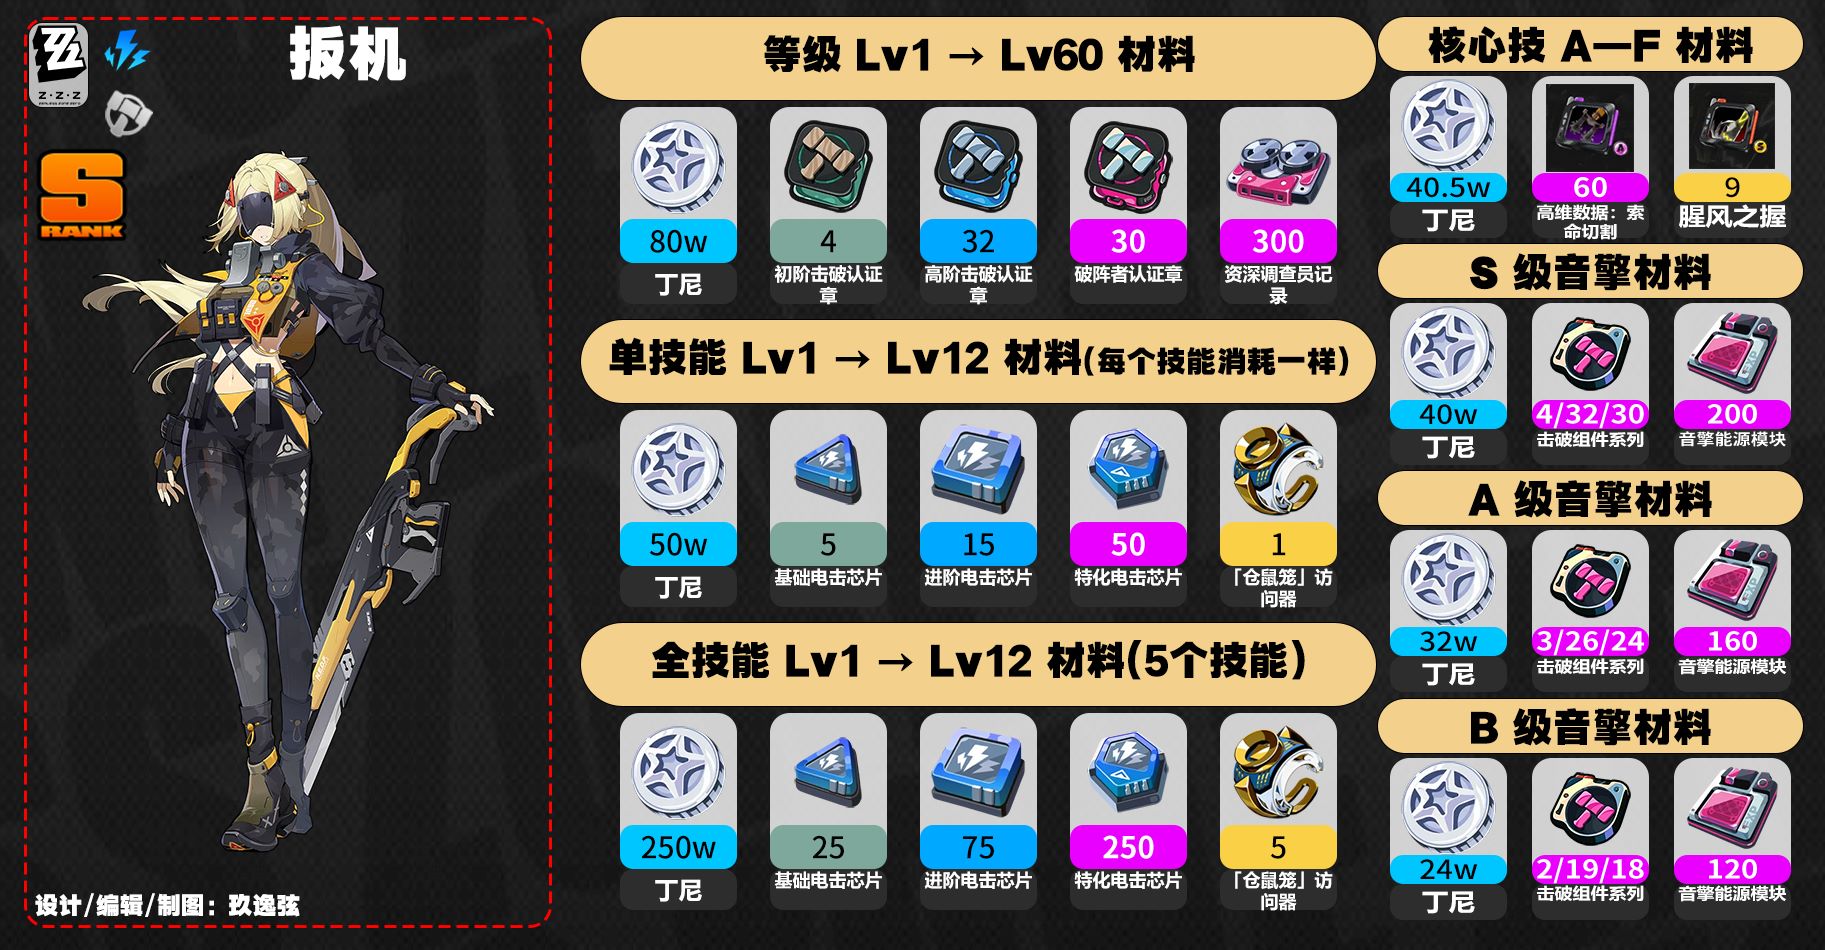 Z·Z·Z
扳机
S
RANK
设计/编辑/制图：玖逸弦
等级 Lv1 → Lv60 材料
80w
4
32
30
300
丁尼
初阶击破认证
章
高阶击破认证
章
破阵者认证章
资深调查员记
录
单技能 Lv1 → Lv12 材料(每个技能消耗一样)
50w
5
15
50
1
丁尼
基础电击芯片
进阶电击芯片
特化电击芯片
「仓鼠笼」访
问器
全技能 Lv1 → Lv12 材料(5个技能)
250w
25
75
250
5
丁尼
基础电击芯片
进阶电击芯片
特化电击芯片
「仓鼠笼」访
问器
核心技 A—F 材料
40.5w
60
9
丁尼
高维数据：索
命切割
腥风之握
S 级音擎材料
40w
4/32/30
200
丁尼
击破组件系列
音擎能源模块
A 级音擎材料
32w
3/26/24
160
丁尼
击破组件系列
音擎能源模块
B 级音擎材料
24w
2/19/18
120
丁尼
击破组件系列
音擎能源模块